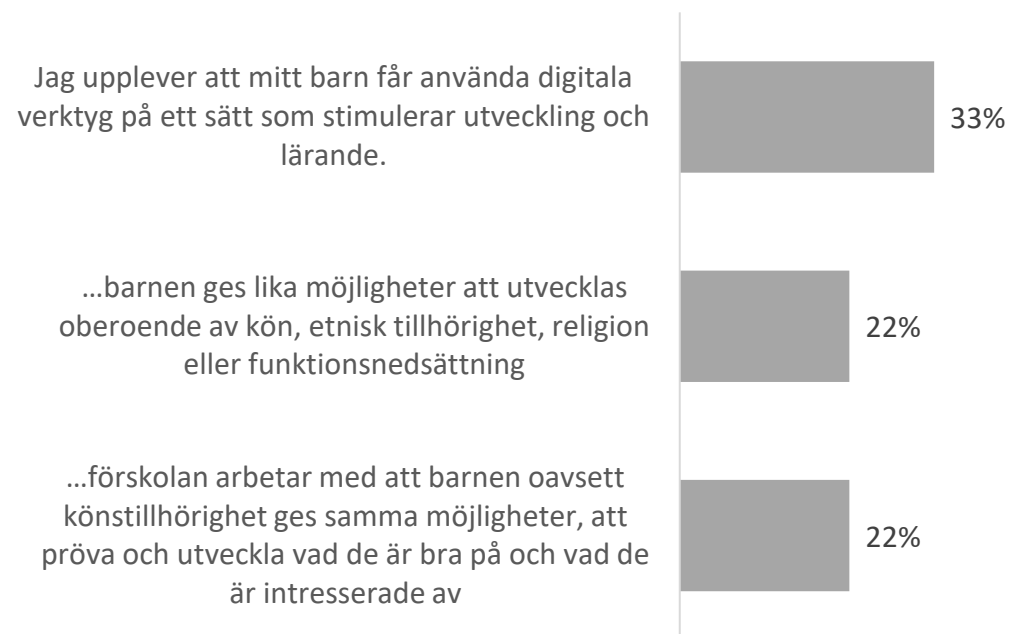 Jag upplever att mitt barn får använda digitala
verktyg på ett sätt som stimulerar utveckling och
lärande.
33%
…barnen ges lika möjligheter att utvecklas
oberoende av kön, etnisk tillhörighet, religion
eller funktionsnedsättning
22%
…förskolan arbetar med att barnen oavsett
könstillhörighet ges samma möjligheter, att
pröva och utveckla vad de är bra på och vad de
är intresserade av
22%